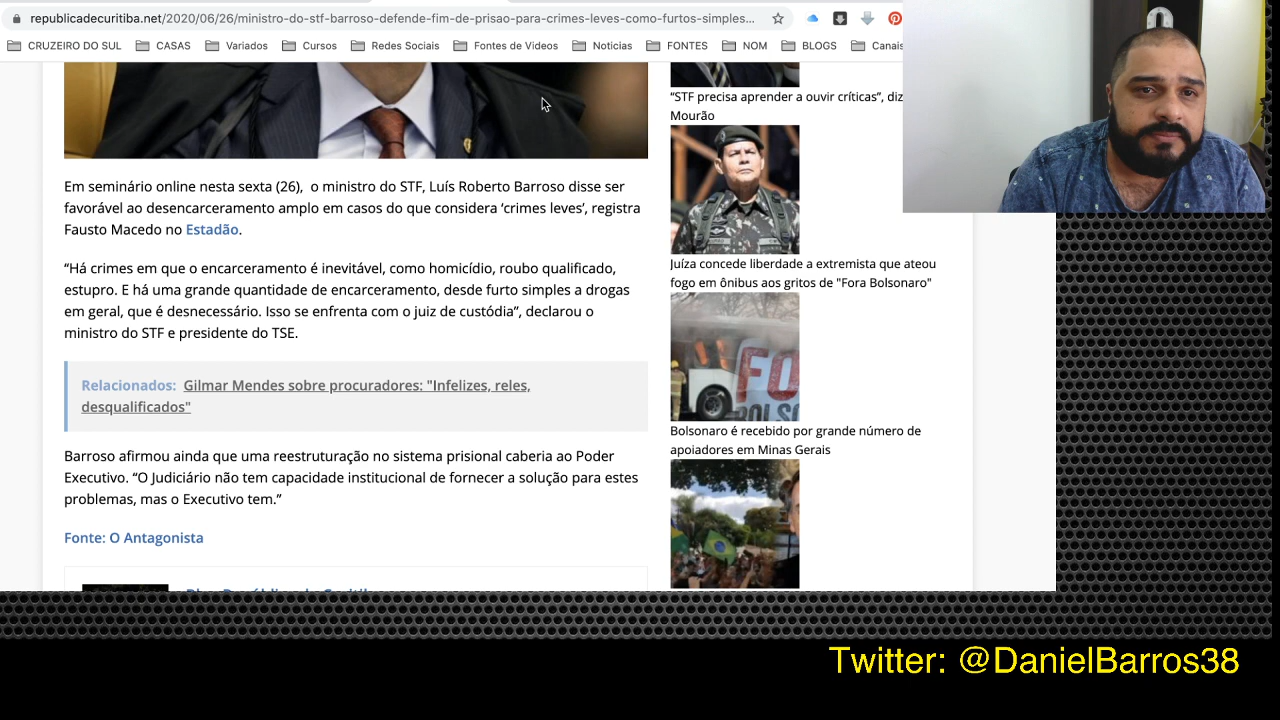 republicadecuritiba.net/2020/06/26/ministro-do-stf-barroso-defende-fim-de-prisao-para-crimes-leves-como-furtos-simples...
CRUZEIRO DO SUL
CASAS
Variados
Cursos
Redes Sociais
Fontes de Videos
Noticias
FONTES
NOM
BLOGS
Canais
Em seminário online nesta sexta (26), o ministro do STF, Luís Roberto Barroso disse ser
favorável ao desencarceramento amplo em casos do que considera ‘crimes leves’, registra
Fausto Macedo no Estadão.
“Há crimes em que o encarceramento é inevitável, como homicídio, roubo qualificado,
estupro. E há uma grande quantidade de encarceramento, desde furto simples a drogas
em geral, que é desnecessário. Isso se enfrenta com o juiz de custódia”, declarou o
ministro do STF e presidente do TSE.
Relacionados: Gilmar Mendes sobre procuradores: "Infelizes, reles,
desqualificados"
Barroso afirmou ainda que uma reestruturação no sistema prisional caberia ao Poder
Executivo. “O Judiciário não tem capacidade institucional de fornecer a solução para estes
problemas, mas o Executivo tem.”
Fonte: O Antagonista
“STF precisa aprender a ouvir críticas”, diz
Mourão
Juíza concede liberdade a extremista que ateou
fogo em ônibus aos gritos de "Fora Bolsonaro"
FO
BOLSO
Bolsonaro é recebido por grande número de
apoiadores em Minas Gerais
Twitter: @DanielBarros38